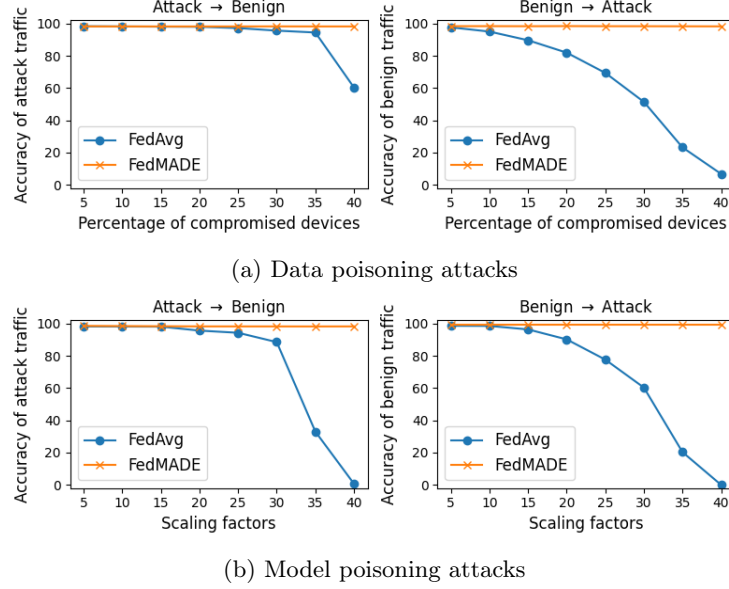 Attack → Benign
Accuracy of attack traffic
100
80
60
40
20
0
FedAvg
FedMADE
5 10 15 20 25 30 35 40
Percentage of compromised devices
Benign → Attack
Accuracy of benign traffic
100
80
60
40
20
0
FedAvg
FedMADE
5 10 15 20 25 30 35 40
Percentage of compromised devices
(a) Data poisoning attacks
Attack → Benign
Accuracy of attack traffic
100
80
60
40
20
0
FedAvg
FedMADE
5 10 15 20 25 30 35 40
Scaling factors
Benign → Attack
Accuracy of benign traffic
100
80
60
40
20
0
FedAvg
FedMADE
5 10 15 20 25 30 35 40
Scaling factors
(b) Model poisoning attacks